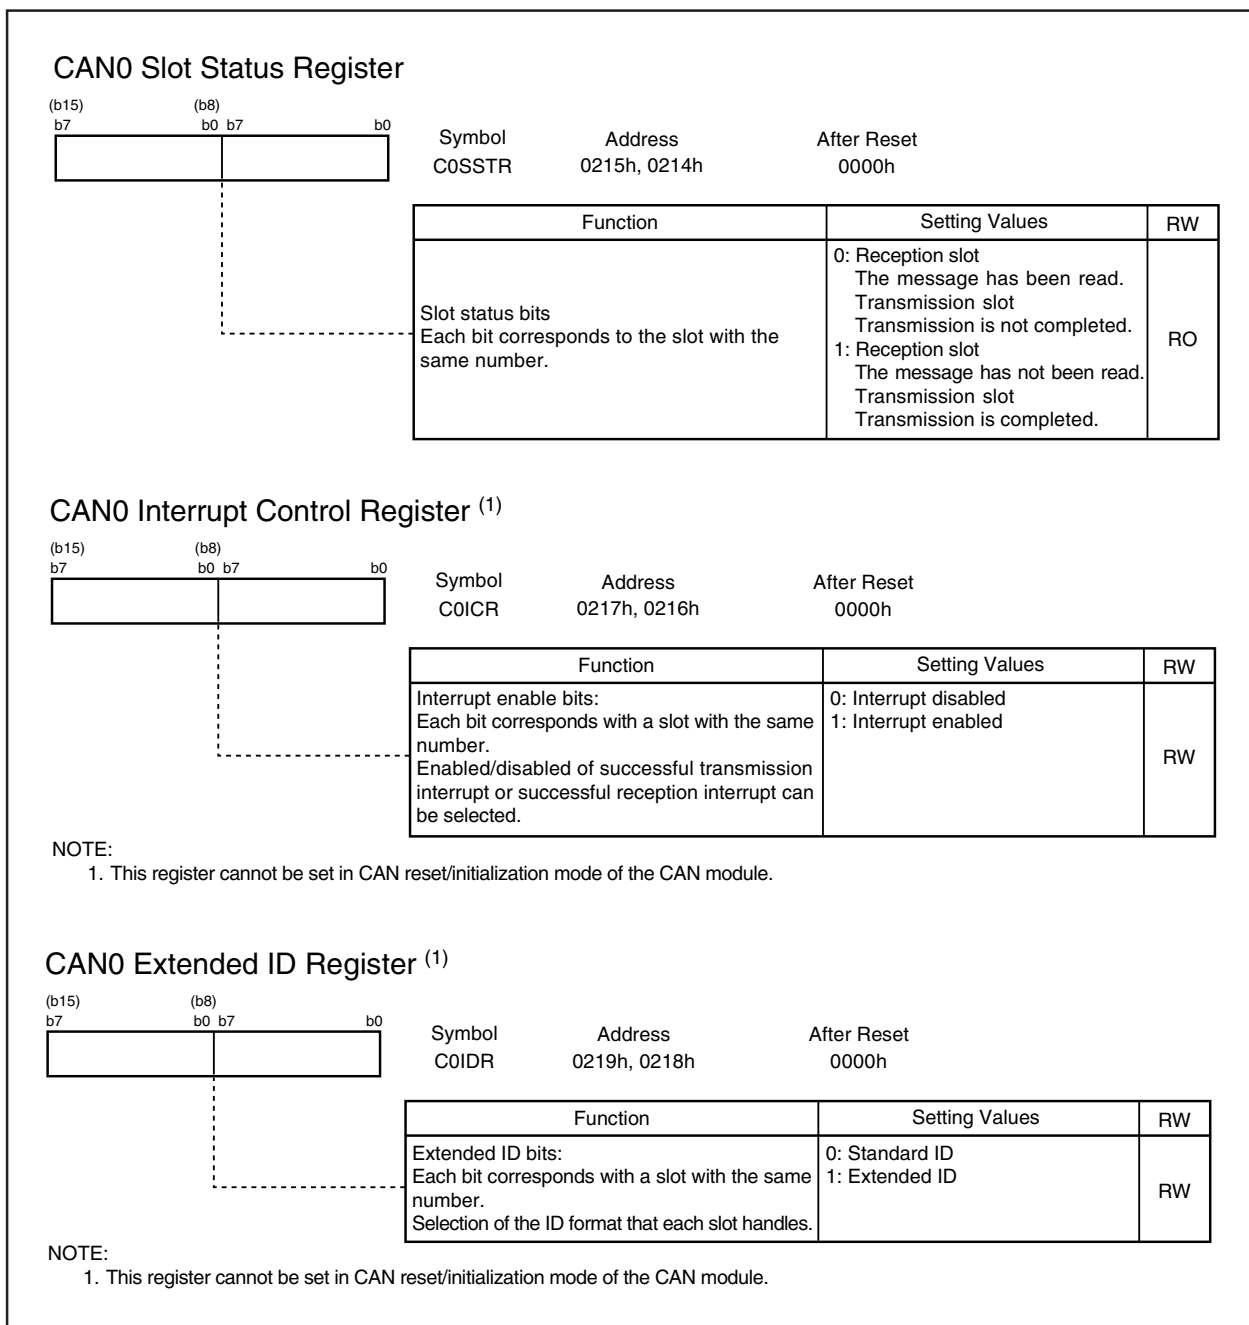 CAN0 Slot Status Register
(b15) (b8)
b7 b0 b7 b0
Symbol Address After Reset
C0SSTR 0215h, 0214h 0000h
Function Setting Values RW
Slot status bits
Each bit corresponds to the slot with the
same number.
0: Reception slot
The message has been read.
Transmission slot
Transmission is not completed.
1: Reception slot
The message has not been read.
Transmission slot
Transmission is completed.
RO
CAN0 Interrupt Control Register (1)
(b15) (b8)
b7 b0 b7 b0
Symbol Address After Reset
C0ICR 0217h, 0216h 0000h
Function Setting Values RW
Interrupt enable bits:
Each bit corresponds with a slot with the same
number.
Enabled/disabled of successful transmission
interrupt or successful reception interrupt can
be selected.
0: Interrupt disabled
1: Interrupt enabled
RW
NOTE:
1. This register cannot be set in CAN reset/initialization mode of the CAN module.
CAN0 Extended ID Register (1)
(b15) (b8)
b7 b0 b7 b0
Symbol Address After Reset
C0IDR 0219h, 0218h 0000h
Function Setting Values RW
Extended ID bits:
Each bit corresponds with a slot with the same
number.
Selection of the ID format that each slot handles.
0: Standard ID
1: Extended ID
RW
NOTE:
1. This register cannot be set in CAN reset/initialization mode of the CAN module.